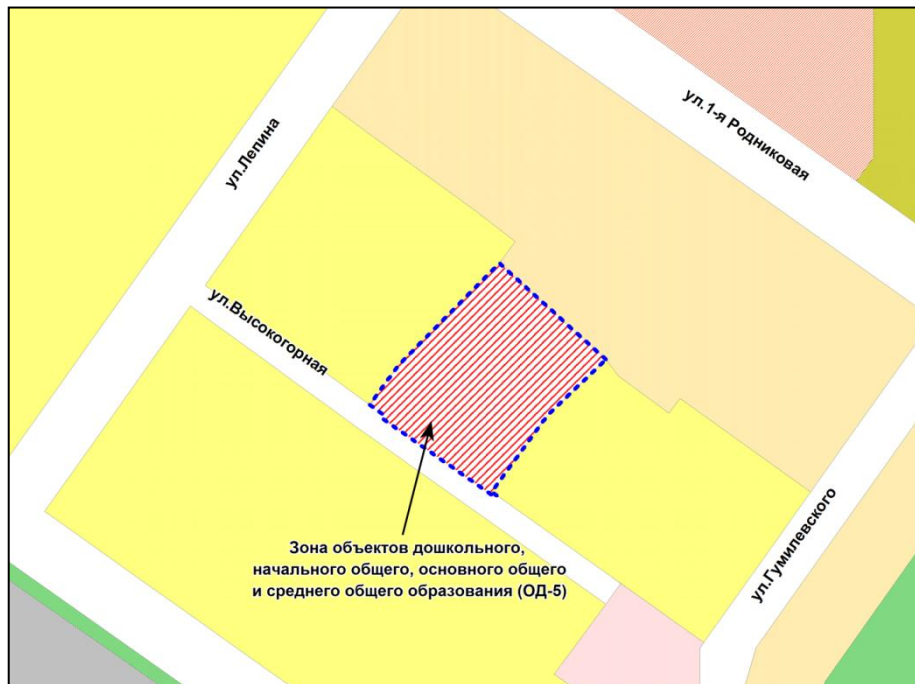 ул.1-я Родниковая
ул.Лепина
ул.Высокогорная
ул.Гумилевского
Зона объектов дошкольного,
начального общего, основного общего
и среднего общего образования (ОД-5)